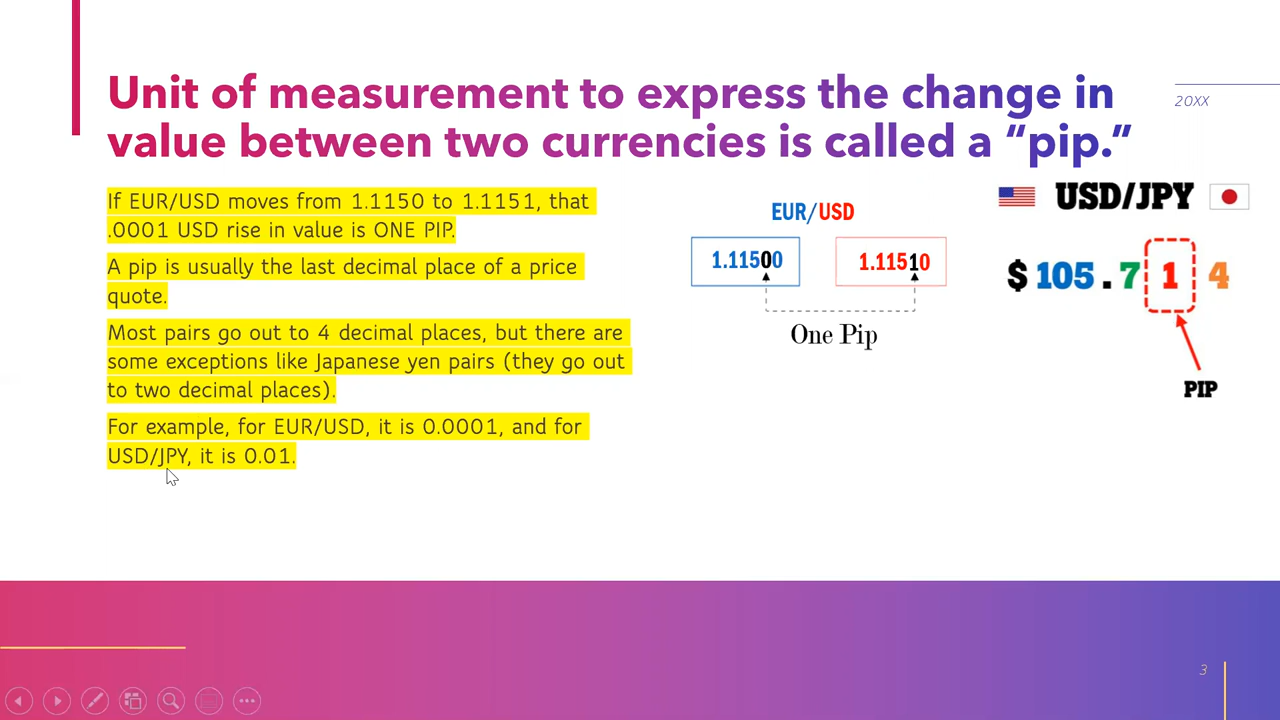 Unit of measurement to express the change in
value between two currencies is called a “pip.”
20XX
If EUR/USD moves from 1.1150 to 1.1151, that
.0001 USD rise in value is ONE PIP.
A pip is usually the last decimal place of a price
quote.
Most pairs go out to 4 decimal places, but there are
some exceptions like Japanese yen pairs (they go out
to two decimal places).
For example, for EUR/USD, it is 0.0001, and for
USD/JPY, it is 0.01.
EUR/USD
1.11500 1.11510
One Pip
USD/JPY
$ 105.7 1 4
PIP
3